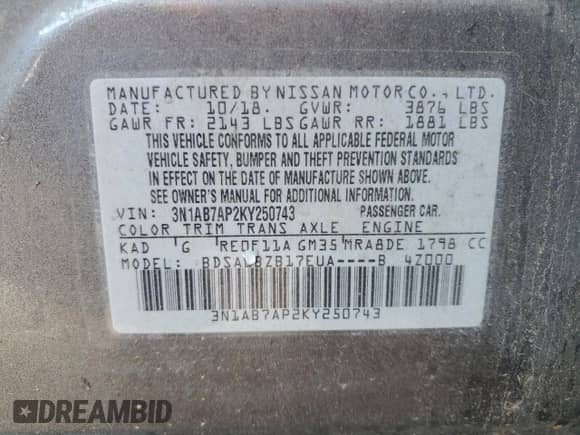 MANUFACTURED BY NISSAN MOTOR CO., LTD.
DATE: 10/18. GVWR: 3876 LBS
GAWR FR: 2143 LBS GAWR RR: 1881 LBS
THIS VEHICLE CONFORMS TO ALL APPLICABLE FEDERAL MOTOR
VEHICLE SAFETY, BUMPER AND THEFT PREVENTION STANDARDS
IN EFFECT ON THE DATE OF MANUFACTURE SHOWN ABOVE.
SEE OWNER'S MANUAL FOR ADDITIONAL INFORMATION.
VIN: 3N1AB7AP2KY250743 PASSENGER CAR.
COLOR TRIM TRANS AXLE ENGINE
KAD G RE0F11A GM35 MRA8DE 1798 CC
MODEL: ZB17EUA----B 4Z000
3N1AB7AP2KY250743
DREAMBID